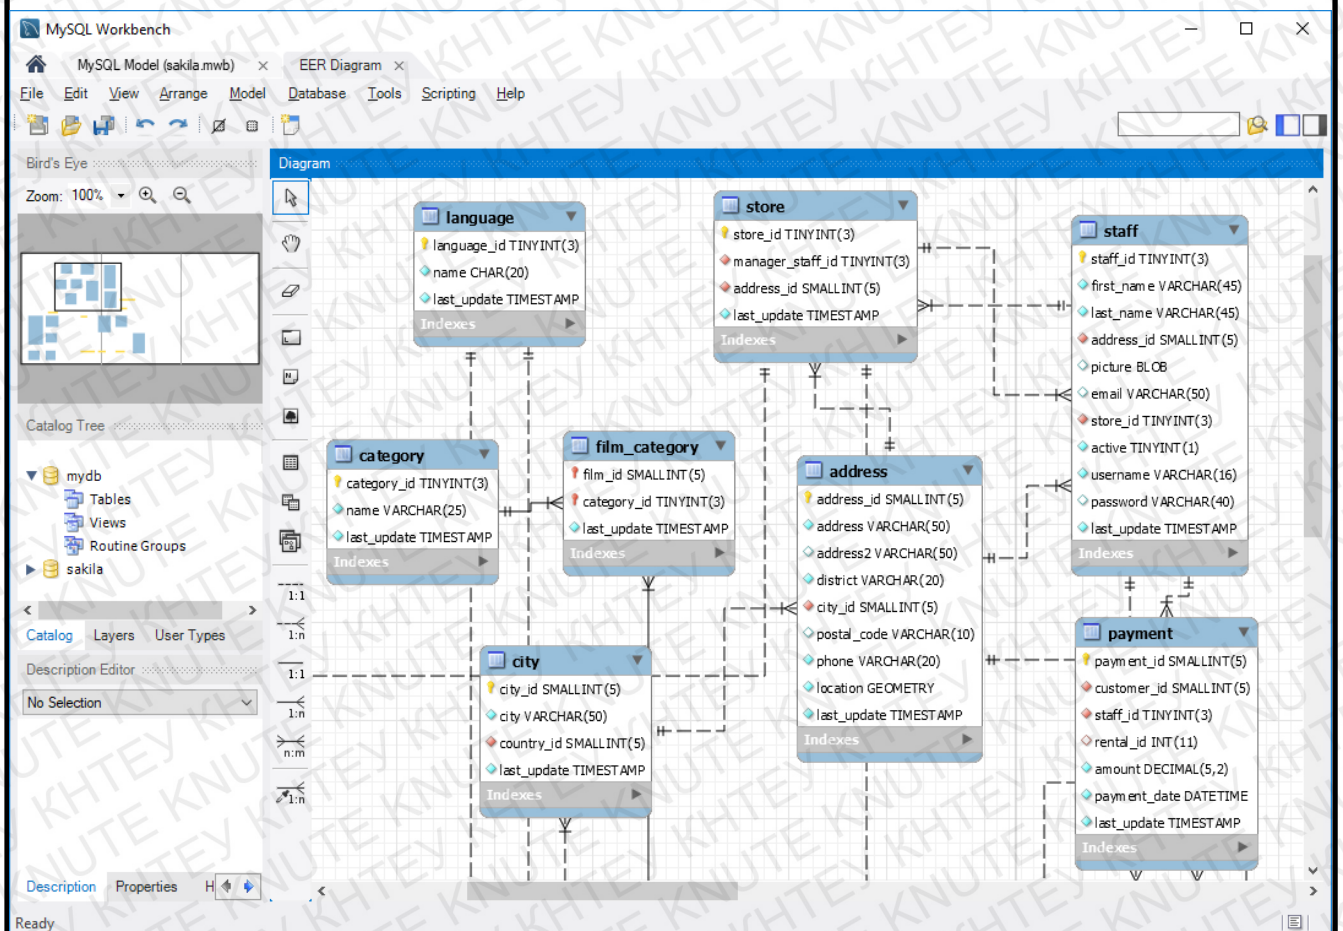 MySQL Workbench
MySQL Model (sakila.mwb) ×
EER Diagram ×
File Edit View Arrange Model Database Tools Scripting Help
Bird's Eye
Zoom: 100%
Catalog Tree
mydb
Tables
Views
Routine Groups
sakila
Catalog Layers User Types
Description Editor
No Selection
Description Properties H
Ready
Diagram
1:1
1:n
1:1
1:n
n:m
1:n
language
language_id TINYINT(3)
name CHAR(20)
last_update TIMESTAMP
Indexes
store
store_id TINYINT(3)
manager_staff_id TINYINT(3)
address_id SMALLINT(5)
last_update TIMESTAMP
Indexes
staff
staff_id TINYINT(3)
first_name VARCHAR(45)
last_name VARCHAR(45)
address_id SMALLINT(5)
picture BLOB
email VARCHAR(50)
store_id TINYINT(3)
active TINYINT(1)
username VARCHAR(16)
password VARCHAR(40)
last_update TIMESTAMP
Indexes
category
category_id TINYINT(3)
name VARCHAR(25)
last_update TIMESTAMP
Indexes
film_category
film_id SMALLINT(5)
category_id TINYINT(3)
last_update TIMESTAMP
Indexes
address
address_id SMALLINT(5)
address VARCHAR(50)
address2 VARCHAR(50)
district VARCHAR(20)
city_id SMALLINT(5)
postal_code VARCHAR(10)
phone VARCHAR(20)
location GEOMETRY
last_update TIMESTAMP
Indexes
city
city_id SMALLINT(5)
city VARCHAR(50)
country_id SMALLINT(5)
last_update TIMESTAMP
Indexes
payment
payment_id SMALLINT(5)
customer_id SMALLINT(5)
staff_id TINYINT(3)
rental_id INT(11)
amount DECIMAL(5,2)
payment_date DATETIME
last_update TIMESTAMP
Indexes